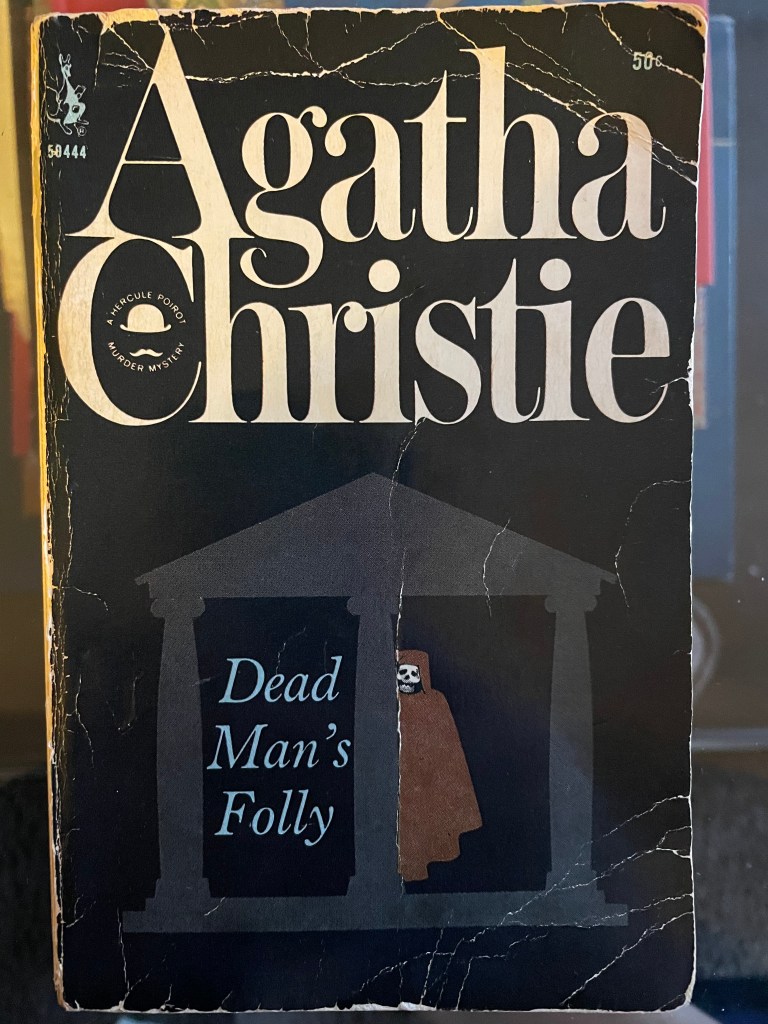 50¢
50444
Agatha
Christie
A HERCULE POIROT
MURDER MYSTERY
Dead
Man's
Folly